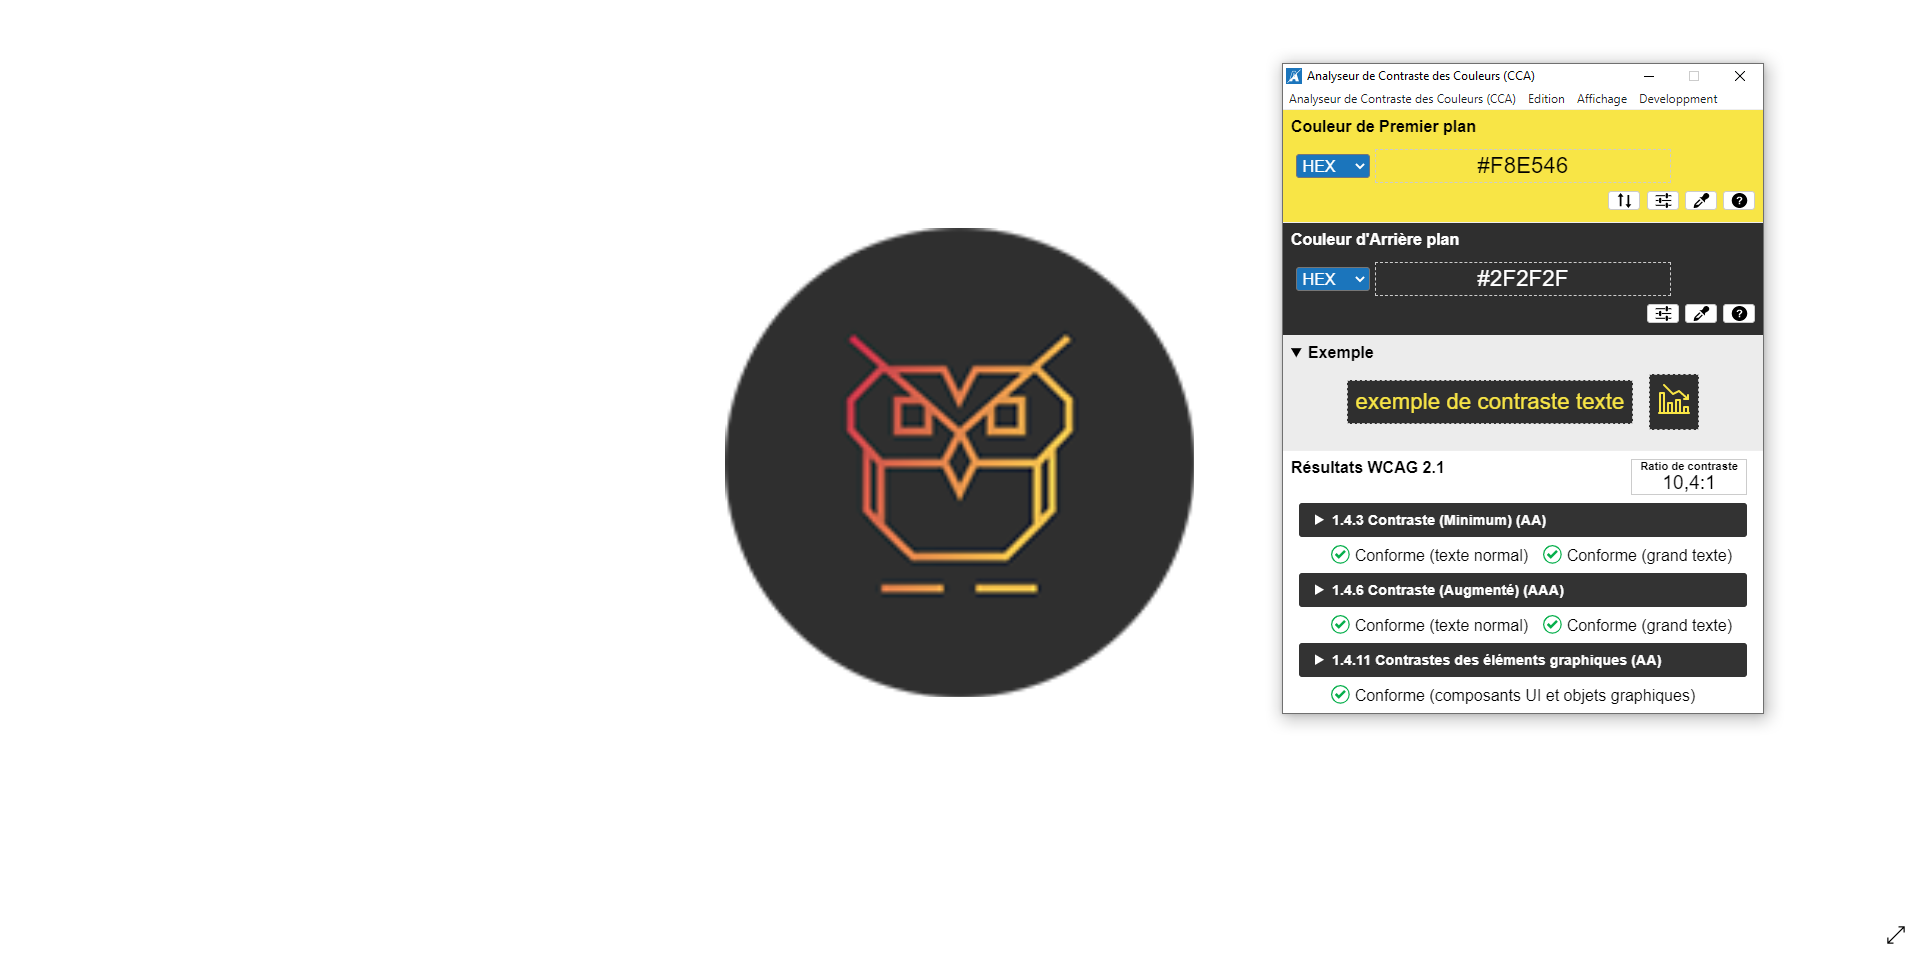 Analyseur de Contraste des Couleurs (CCA)
Analyseur de Contraste des Couleurs (CCA) Edition Affichage Developpment
Couleur de Premier plan
HEX #F8E546
Couleur d'Arrière plan
HEX #2F2F2F
Exemple
exemple de contraste texte
Résultats WCAG 2.1
Ratio de contraste
10,4:1
1.4.3 Contraste (Minimum) (AA)
Conforme (texte normal) Conforme (grand texte)
1.4.6 Contraste (Augmenté) (AAA)
Conforme (texte normal) Conforme (grand texte)
1.4.11 Contrastes des éléments graphiques (AA)
Conforme (composants UI et objets graphiques)